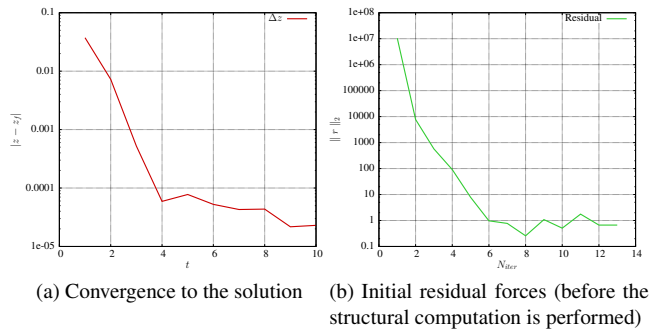 0.1
0.01
0.001
0.0001
1e-05
0 2 4 6 8 10
|z − z_f|
t
Δz
1e+08
1e+07
1e+06
100000
10000
1000
100
10
1
0.1
0 2 4 6 8 10 12 14
‖ r ‖₂
N_iter
Residual
(a) Convergence to the solution
(b) Initial residual forces (before the
structural computation is performed)